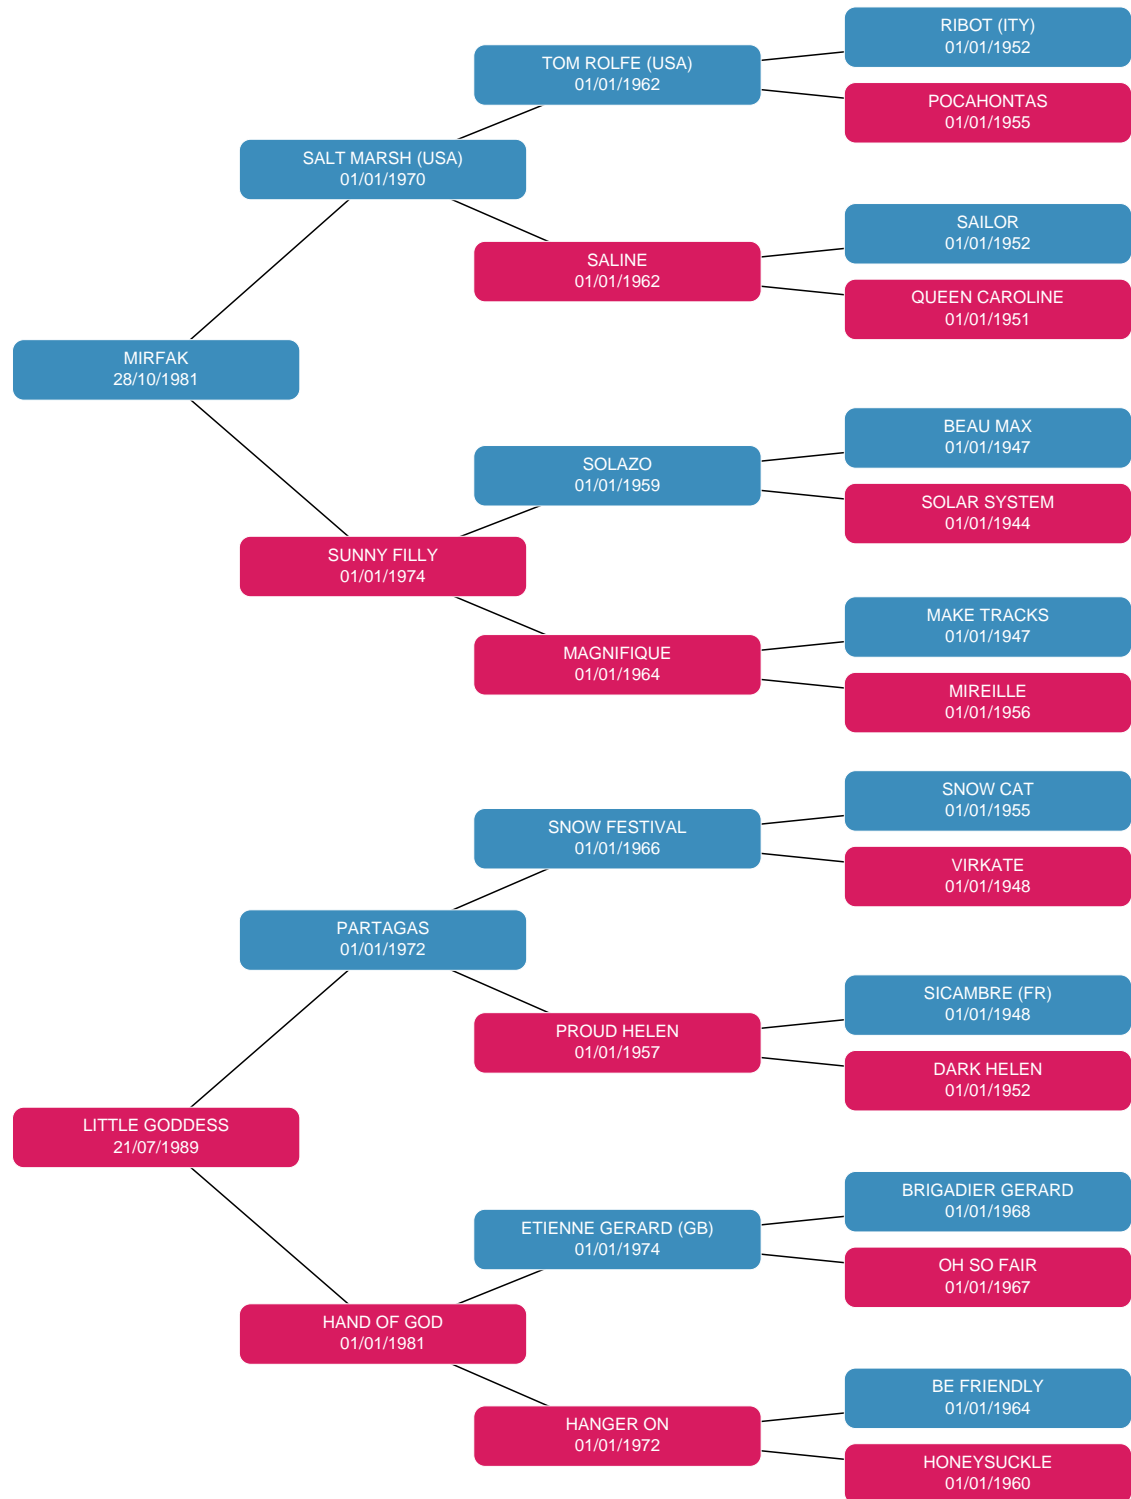 RIBOT (ITY)
01/01/1952
TOM ROLFE (USA)
01/01/1962
POCAHONTAS
01/01/1955
SALT MARSH (USA)
01/01/1970
SAILOR
01/01/1952
SALINE
01/01/1962
QUEEN CAROLINE
01/01/1951
MIRFAK
28/10/1981
BEAU MAX
01/01/1947
SOLAZO
01/01/1959
SOLAR SYSTEM
01/01/1944
SUNNY FILLY
01/01/1974
MAKE TRACKS
01/01/1947
MAGNIFIQUE
01/01/1964
MIREILLE
01/01/1956
SNOW CAT
01/01/1955
SNOW FESTIVAL
01/01/1966
VIRKATE
01/01/1948
PARTAGAS
01/01/1972
SICAMBRE (FR)
01/01/1948
PROUD HELEN
01/01/1957
DARK HELEN
01/01/1952
LITTLE GODDESS
21/07/1989
BRIGADIER GERARD
01/01/1968
ETIENNE GERARD (GB)
01/01/1974
OH SO FAIR
01/01/1967
HAND OF GOD
01/01/1981
BE FRIENDLY
01/01/1964
HANGER ON
01/01/1972
HONEYSUCKLE
01/01/1960